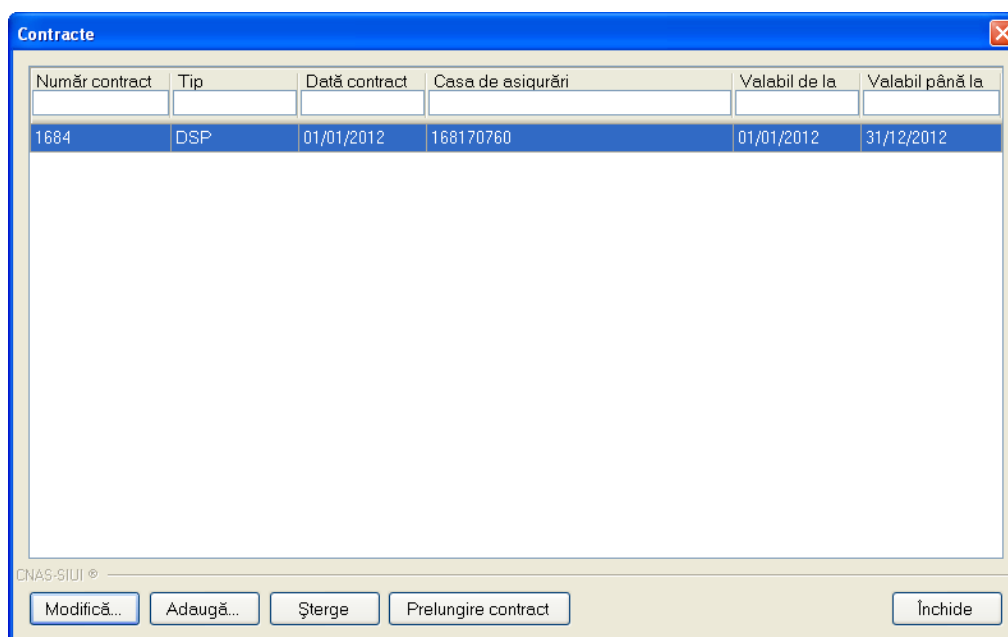 Contracte
Număr contract Tip Dată contract Casa de asigurări Valabil de la Valabil până la
1684 DSP 01/01/2012 168170760 01/01/2012 31/12/2012
CNAS-SIUI ®
Modifică... Adaugă... Şterge Prelungire contract Închide